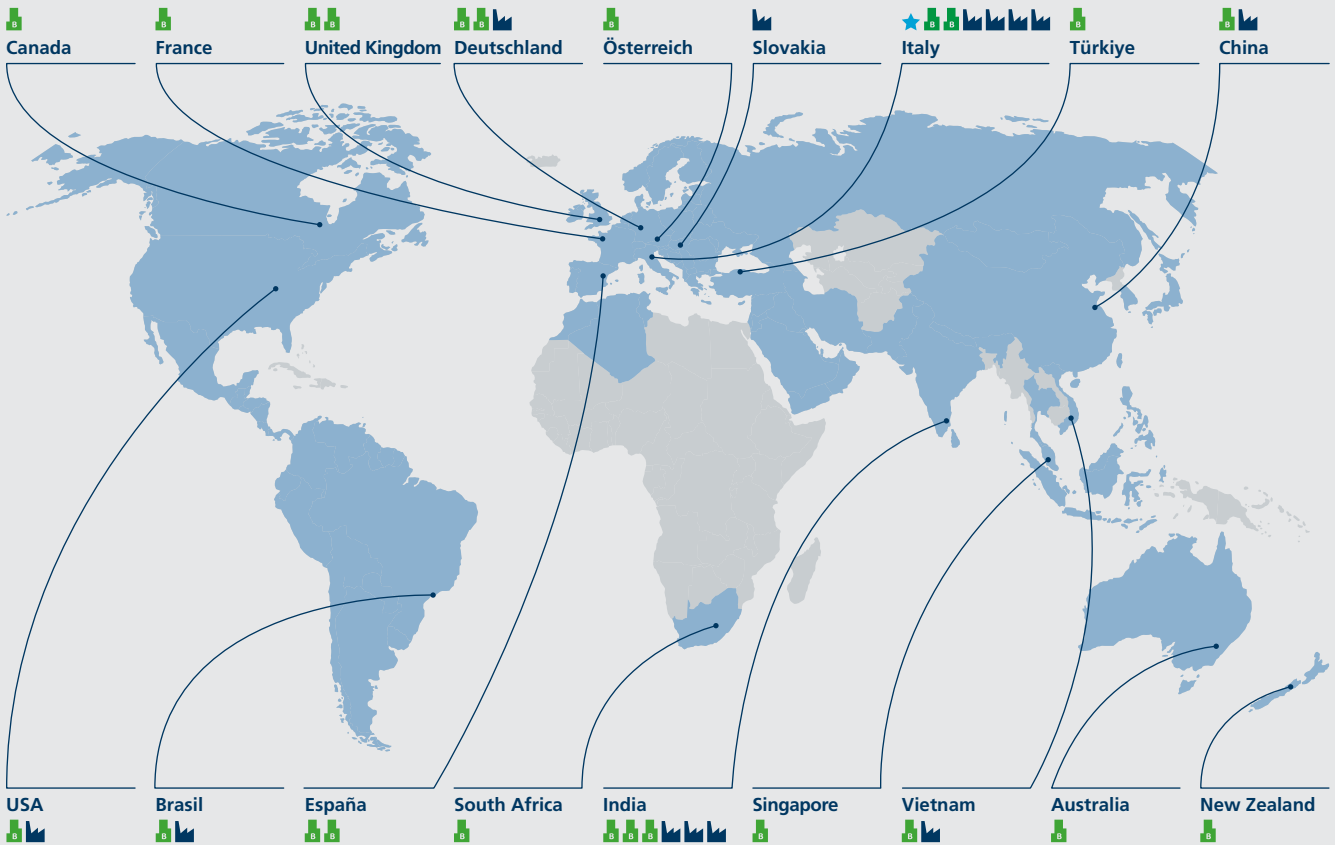 B B B B B B B B B B B B
Canada France United Kingdom Deutschland Österreich Slovakia Italy Türkiye China
USA Brasil España South Africa India Singapore Vietnam Australia New Zealand
B B B B B B B B B B B B